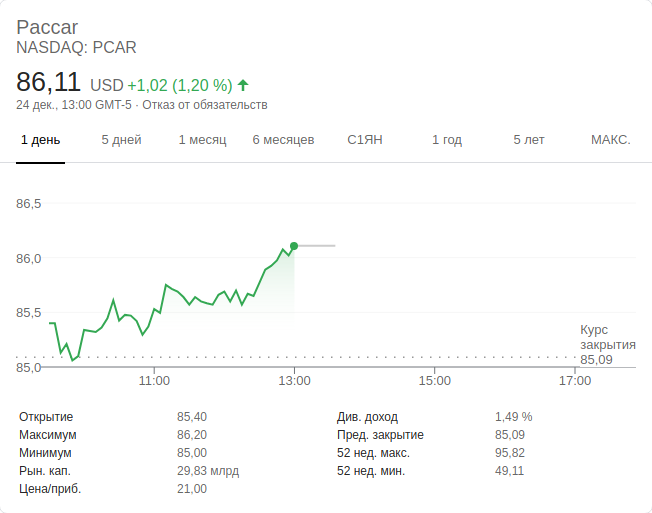 Paccar
NASDAQ: PCAR
86,11 USD +1,02 (1,20 %)
24 дек., 13:00 GMT-5 · Отказ от обязательств
1 день 5 дней 1 месяц 6 месяцев С1ЯН 1 год 5 лет МАКС.
86,5
86,0
85,5
85,0
Курс
закрытия
85,09
11:00 13:00 15:00 17:00
Открытие 85,40 Див. доход 1,49 %
Максимум 86,20 Пред. закрытие 85,09
Минимум 85,00 52 нед. макс. 95,82
Рын. кап. 29,83 млрд 52 нед. мин. 49,11
Цена/приб. 21,00